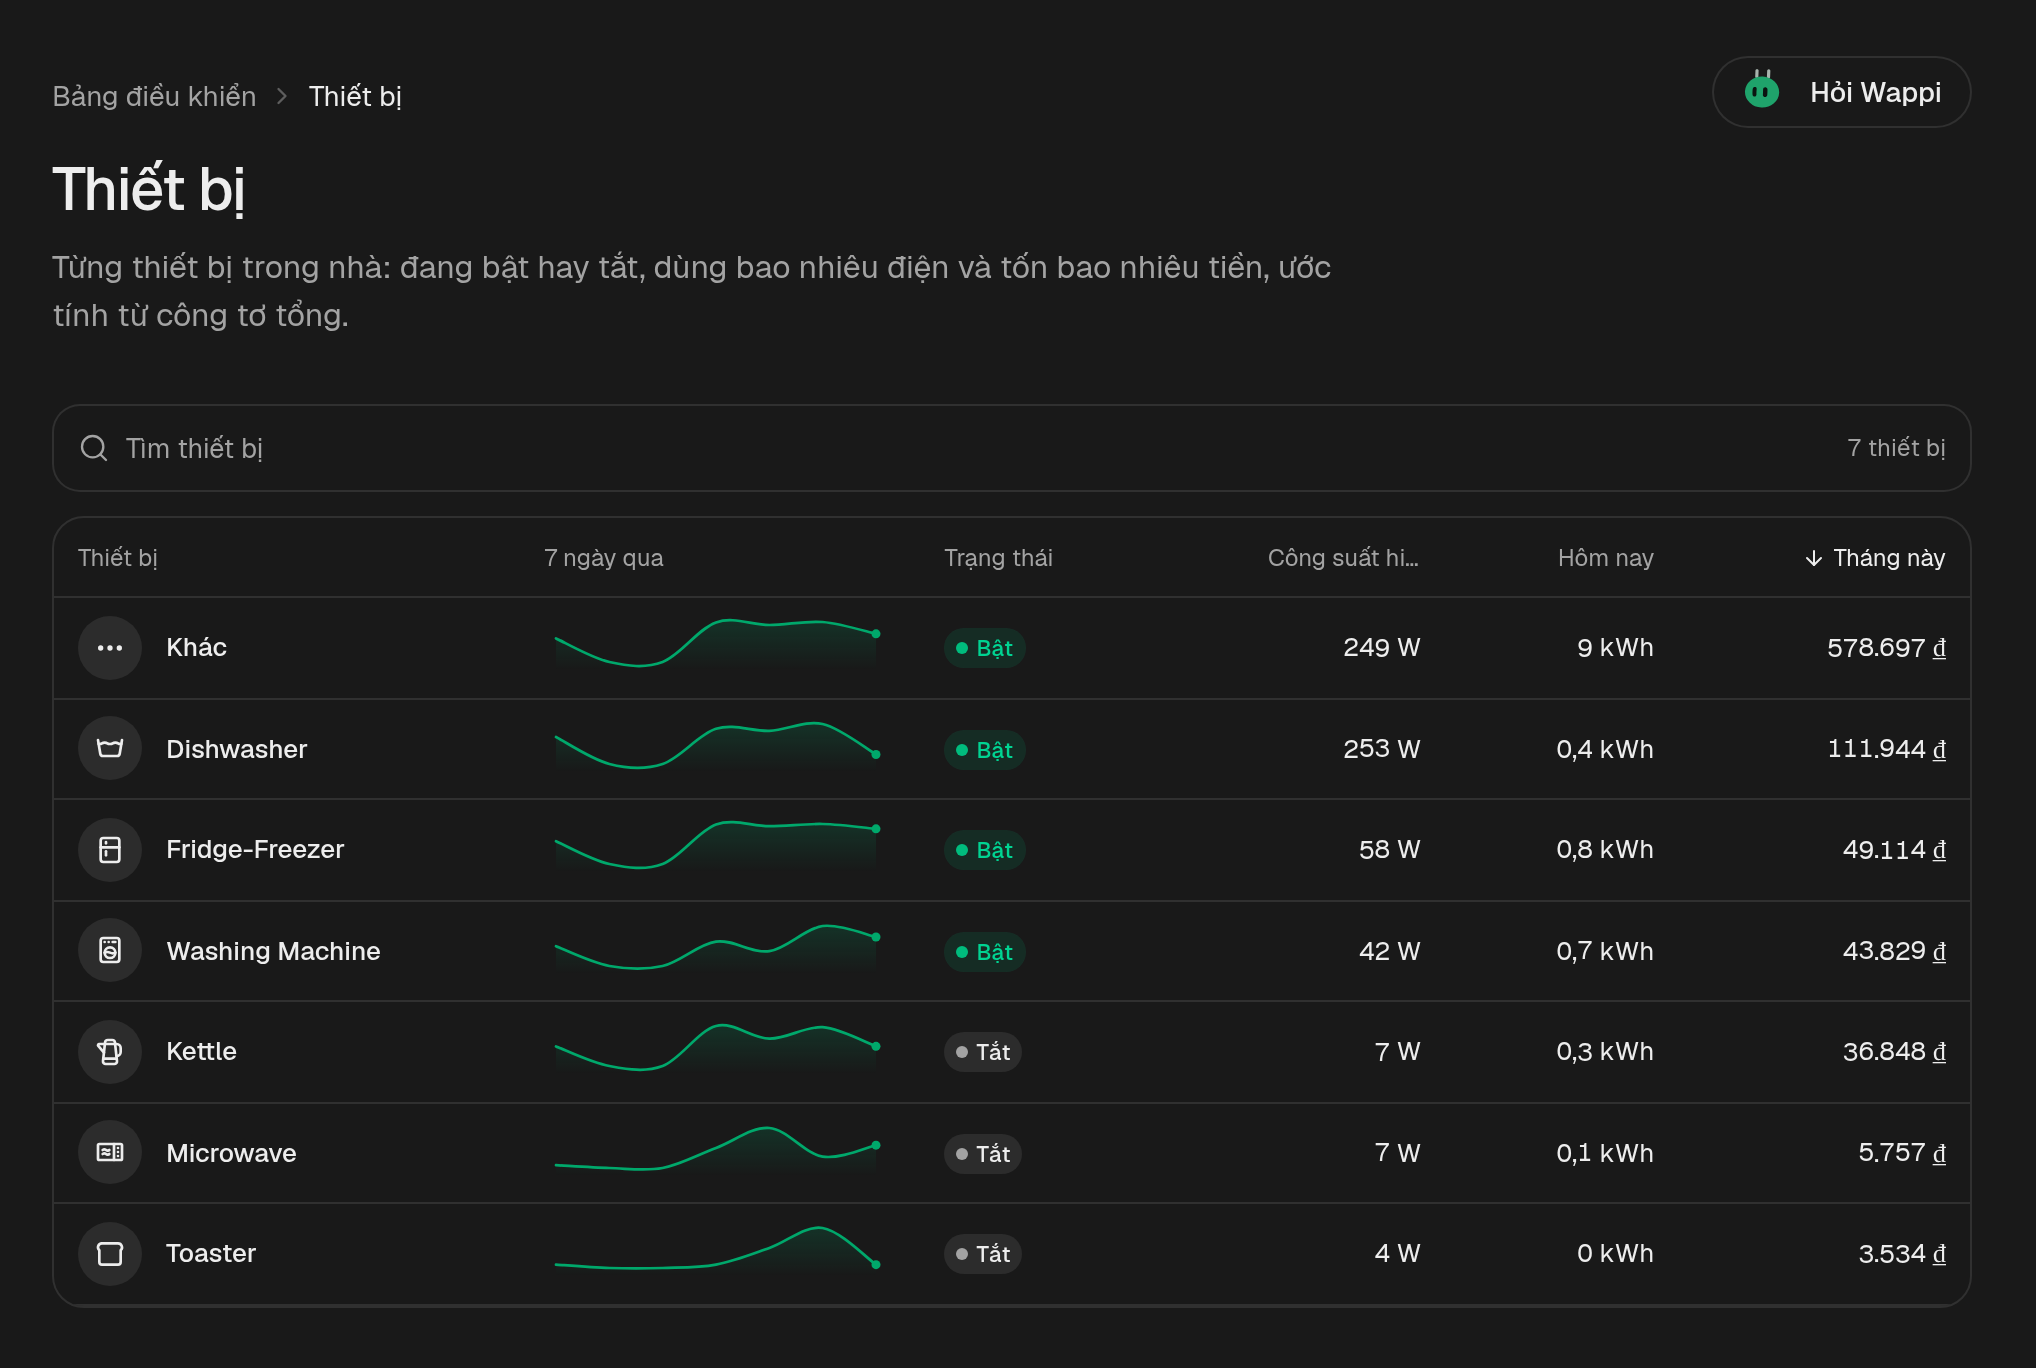 Bảng điều khiển > Thiết bị
Hỏi Wappi
Thiết bị
Từng thiết bị trong nhà: đang bật hay tắt, dùng bao nhiêu điện và tốn bao nhiêu tiền, ước
tính từ công tơ tổng.
Tìm thiết bị 7 thiết bị
Thiết bị 7 ngày qua Trạng thái Công suất hi... Hôm nay ↓ Tháng này
Khác Bật 249 W 9 kWh 578.697 ₫
Dishwasher Bật 253 W 0,4 kWh 111.944 ₫
Fridge-Freezer Bật 58 W 0,8 kWh 49.114 ₫
Washing Machine Bật 42 W 0,7 kWh 43.829 ₫
Kettle Tắt 7 W 0,3 kWh 36.848 ₫
Microwave Tắt 7 W 0,1 kWh 5.757 ₫
Toaster Tắt 4 W 0 kWh 3.534 ₫